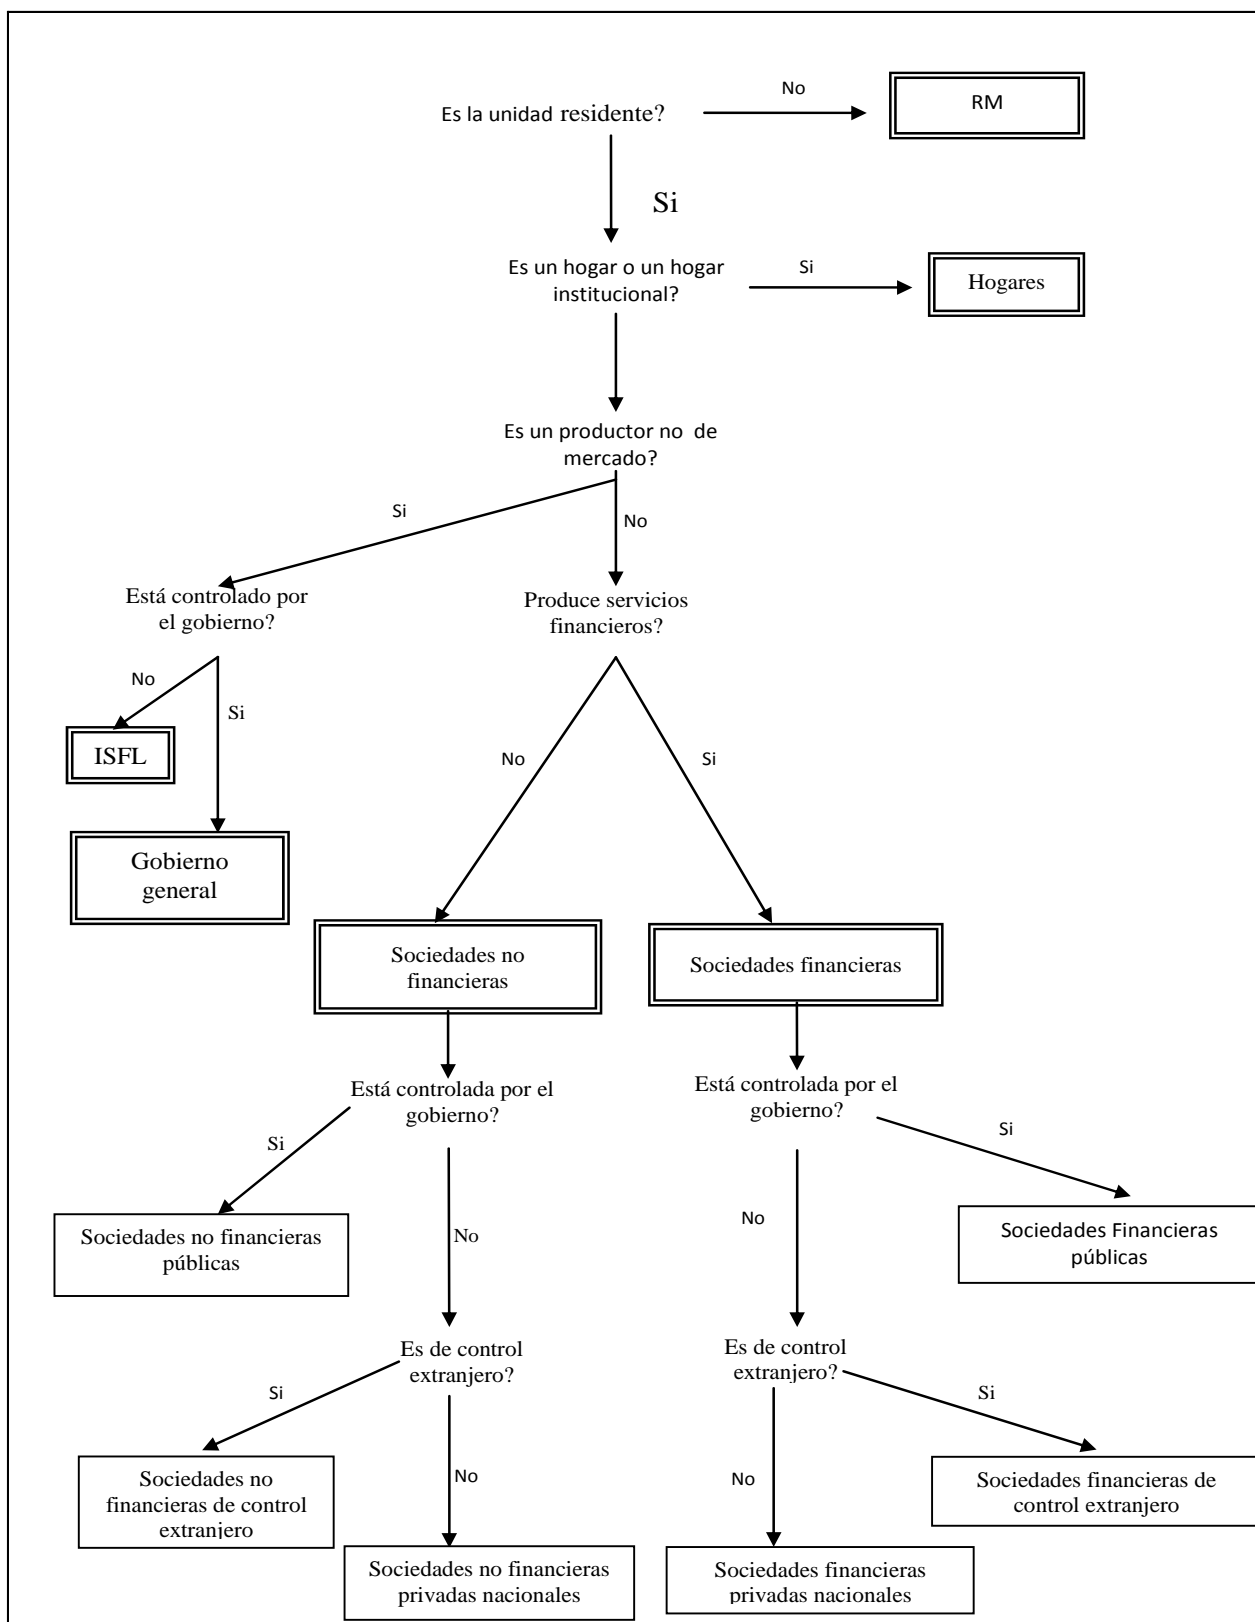 No
RM
Es la unidad residente?
Si
Es un hogar o un hogar
institucional?
Si
Hogares
Es un productor no de
mercado?
Si
No
Está controlado por
el gobierno?
Produce servicios
financieros?
No
Si
ISFL
No
Si
Gobierno
general
Sociedades no
financieras
Sociedades financieras
Está controlada por el
gobierno?
Está controlada por el
gobierno?
Si
Si
No
No
Sociedades no financieras
públicas
Sociedades Financieras
públicas
Es de control
extranjero?
Es de control
extranjero?
Si
Si
No
No
Sociedades no
financieras de control
extranjero
Sociedades financieras de
control extranjero
Sociedades no financieras
privadas nacionales
Sociedades financieras
privadas nacionales